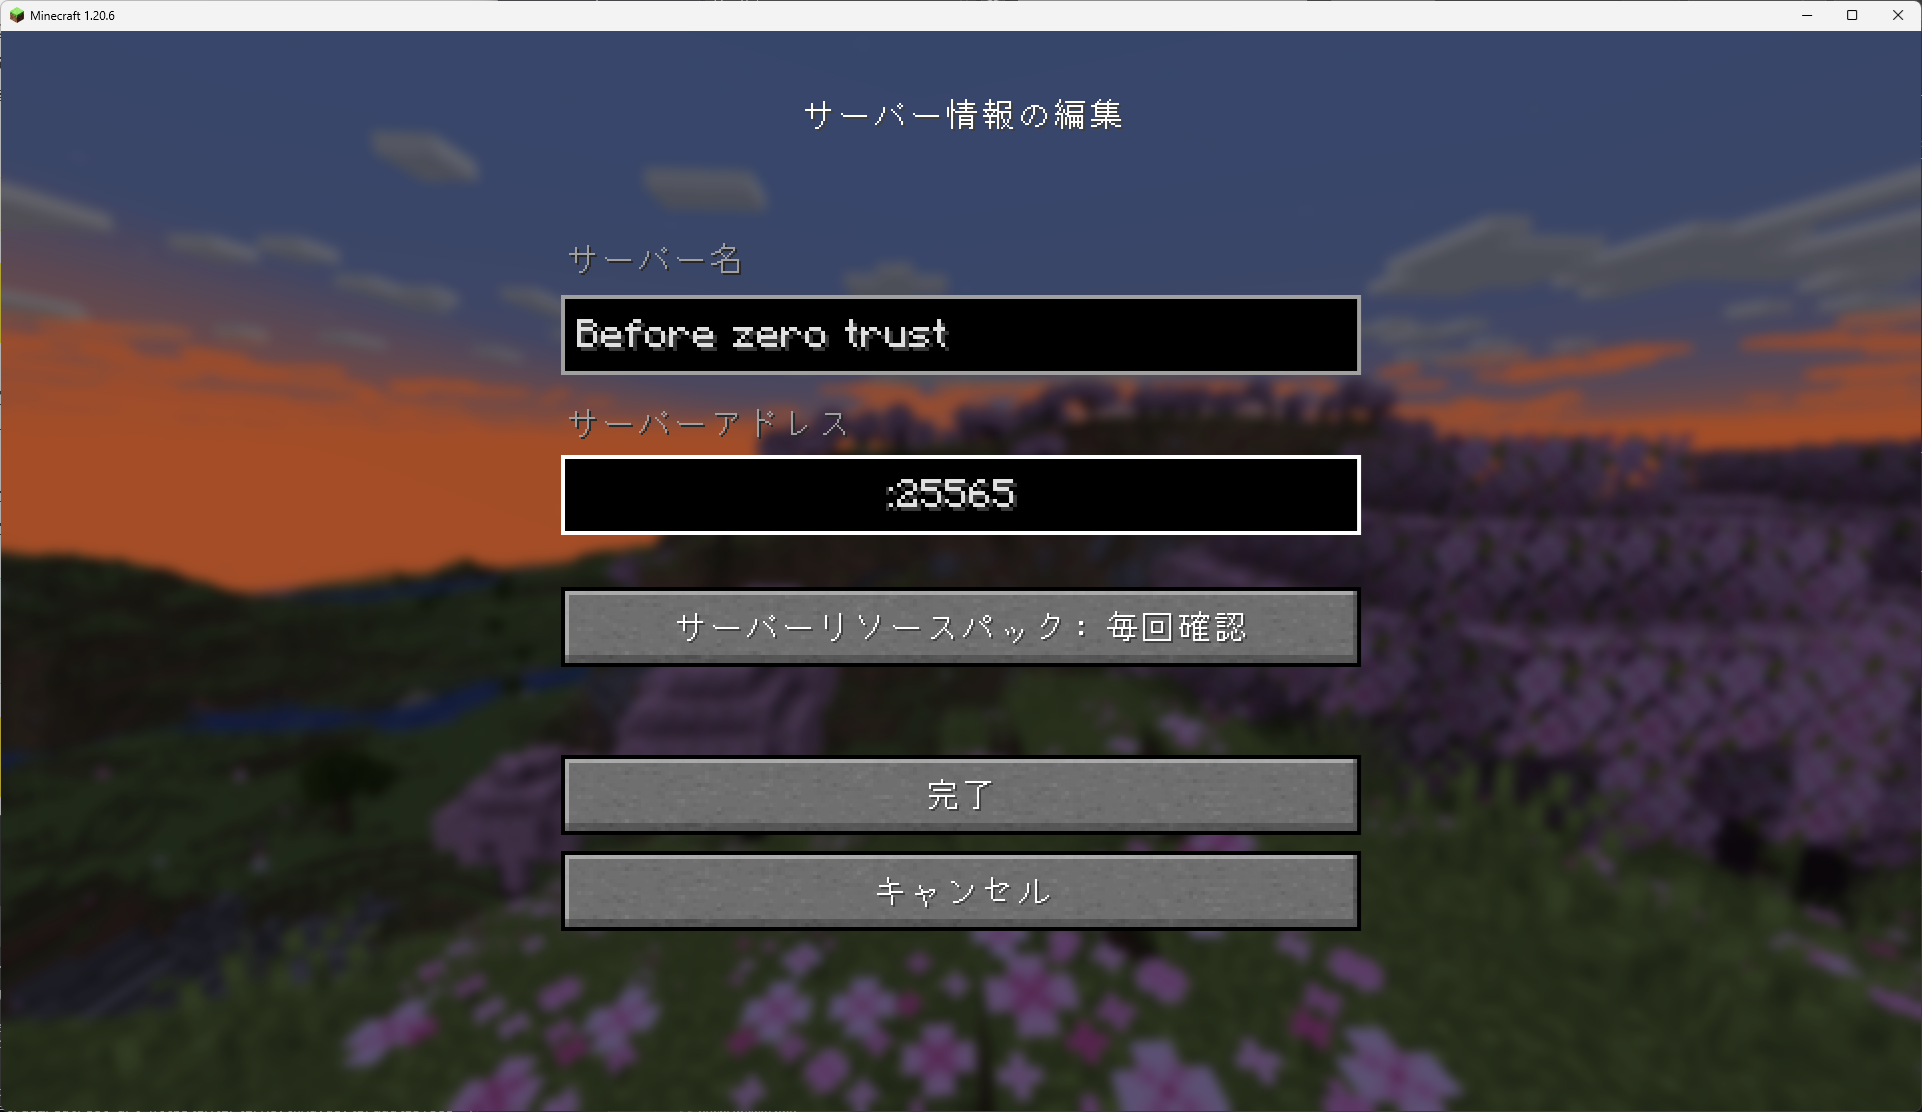 Minecraft 1.20.6
サーバー情報の編集
サーバー名
Before zero trust
サーバーアドレス
:25565
サーバーリソースパック： 毎回確認
完了
キャンセル